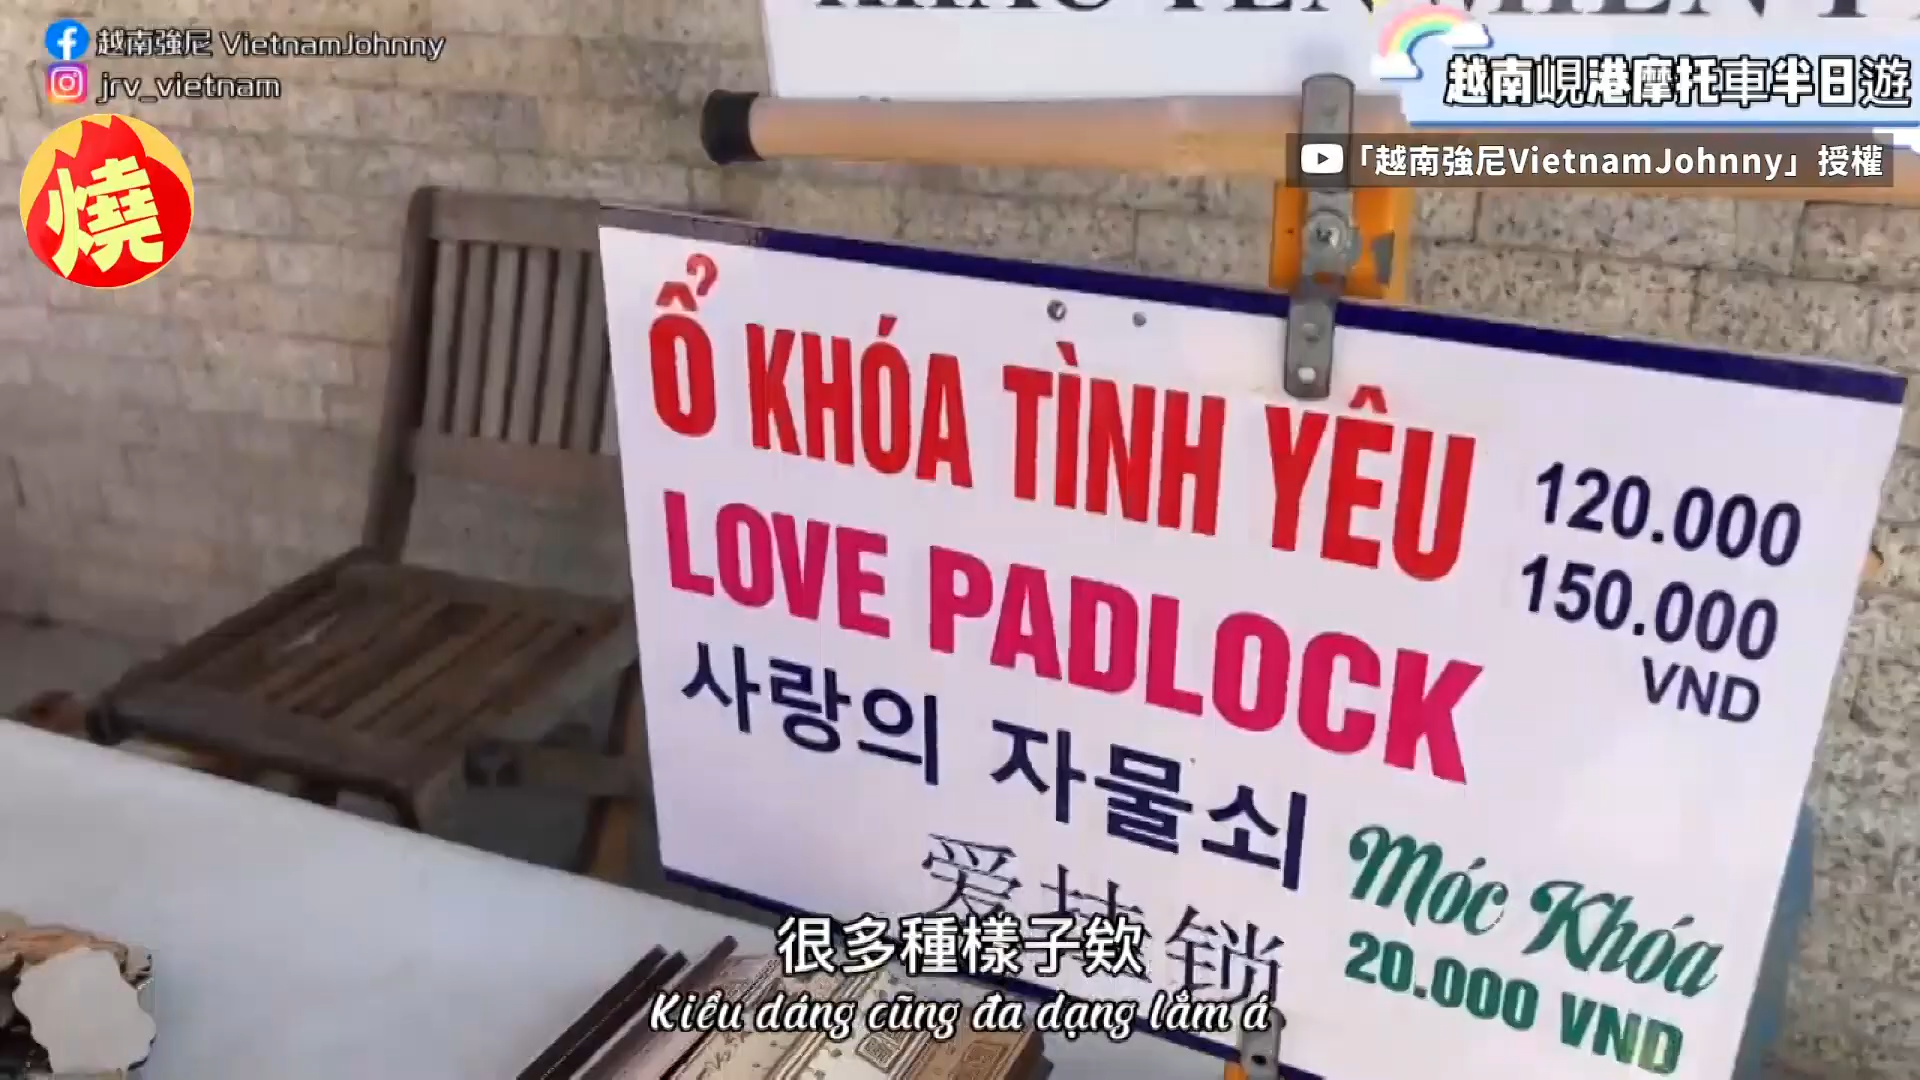 越南強尼 VietnamJohnny
jrv_vietnam
燒
越南峴港摩托車半日遊
「越南強尼VietnamJohnny」授權
Ổ KHÓA TÌNH YÊU
120.000
150.000
VND
LOVE PADLOCK
사랑의 자물쇠
爱 锁
Móc Khóa
20.000 VND
很多種樣子欸
Kiểu dáng cũng đa dạng lắm á